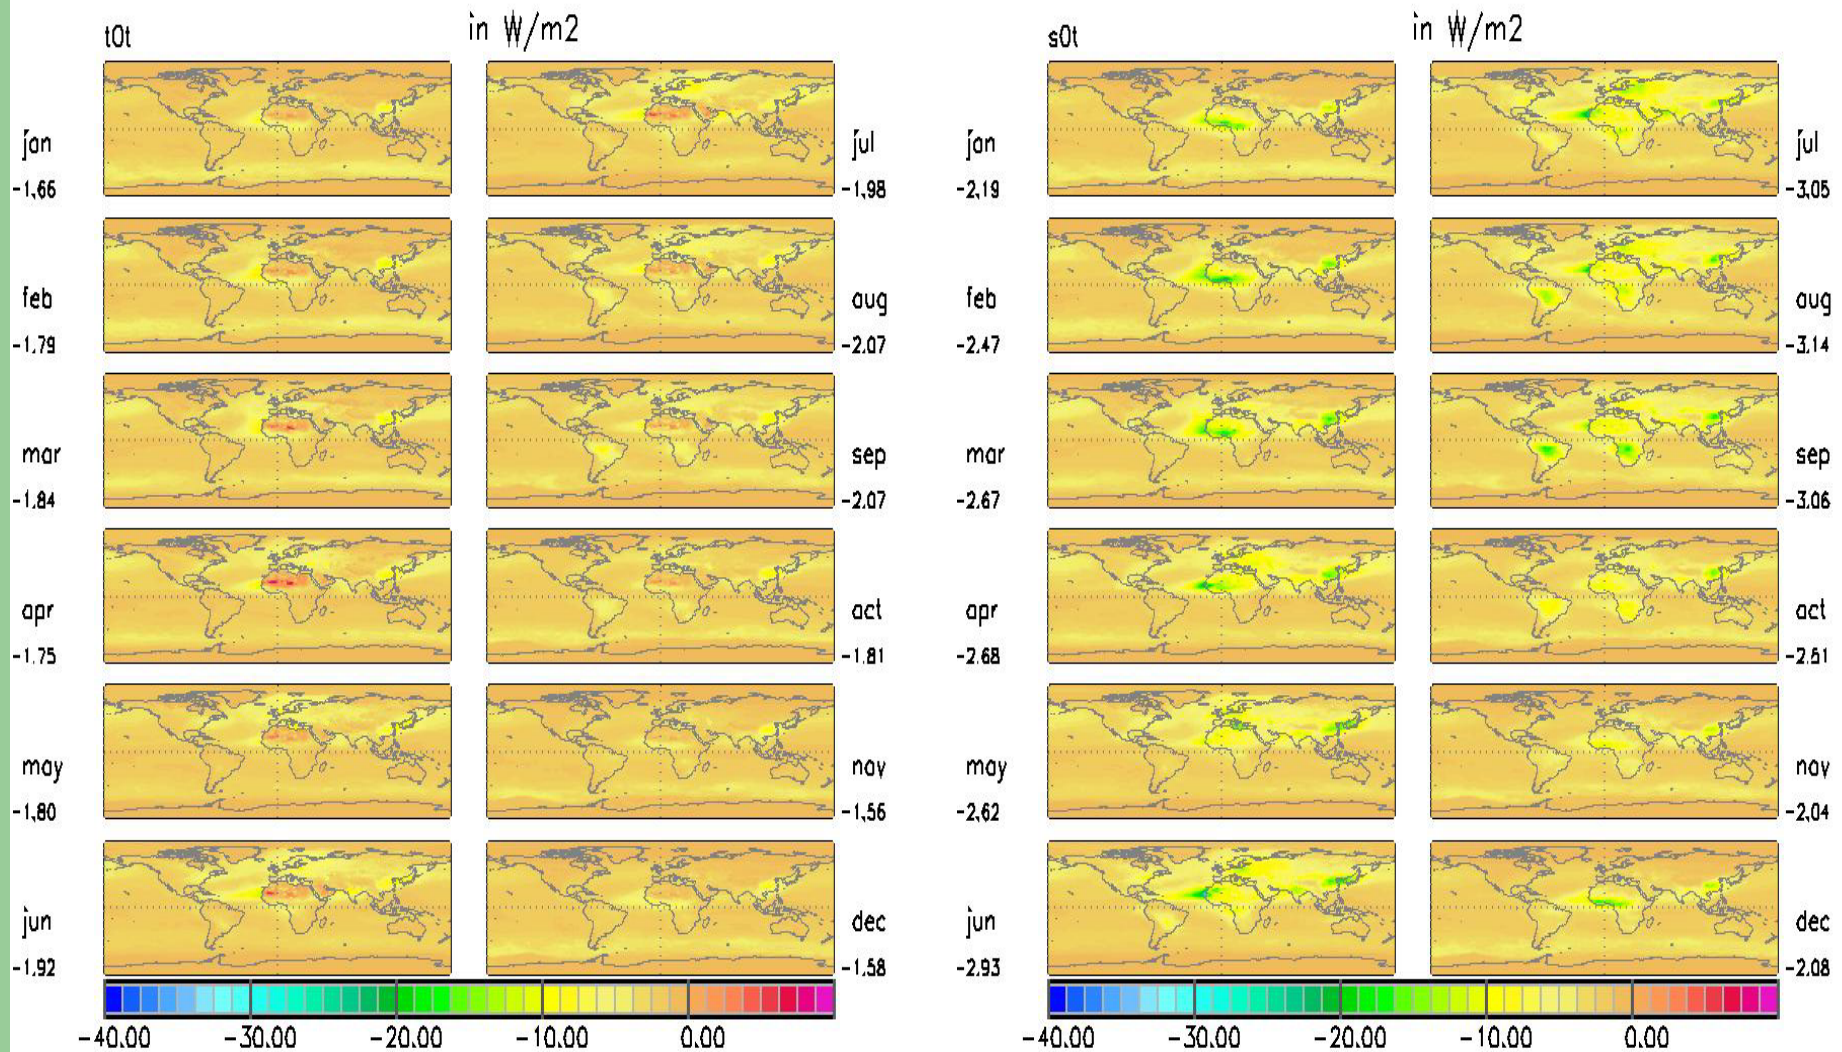 t0t
in W/m2
jan
-1.66
jul
-1.98
feb
-1.79
aug
-2.07
mar
-1.84
sep
-2.07
apr
-1.75
oct
-1.81
may
-1.80
nov
-1.56
jun
-1.92
dec
-1.58
-40.00 -30.00 -20.00 -10.00 0.00
s0t
in W/m2
jan
-2.19
jul
-3.05
feb
-2.47
aug
-3.14
mar
-2.67
sep
-3.06
apr
-2.68
oct
-2.51
may
-2.62
nov
-2.04
jun
-2.93
dec
-2.08
-40.00 -30.00 -20.00 -10.00 0.00